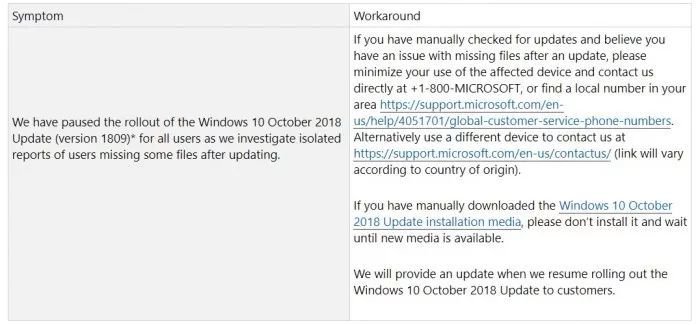 Symptom
Workaround
We have paused the rollout of the Windows 10 October 2018
Update (version 1809)* for all users as we investigate isolated
reports of users missing some files after updating.
If you have manually checked for updates and believe you
have an issue with missing files after an update, please
minimize your use of the affected device and contact us
directly at +1-800-MICROSOFT, or find a local number in your
area https://support.microsoft.com/en-
us/help/4051701/global-customer-service-phone-numbers.
Alternatively use a different device to contact us at
https://support.microsoft.com/en-us/contactus/ (link will vary
according to country of origin).
If you have manually downloaded the Windows 10 October
2018 Update installation media, please don't install it and wait
until new media is available.
We will provide an update when we resume rolling out the
Windows 10 October 2018 Update to customers.